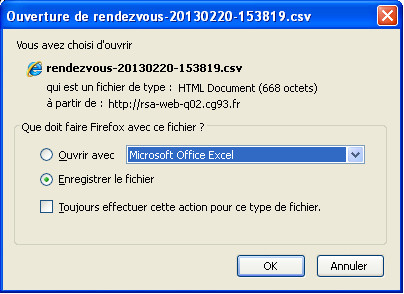 Ouverture de rendezvous-20130220-153819.csv
Vous avez choisi d'ouvrir
rendezvous-20130220-153819.csv
qui est un fichier de type : HTML Document (668 octets)
à partir de : http://rsa-web-q02.cg93.fr
Que doit faire Firefox avec ce fichier ?
Ouvrir avec Microsoft Office Excel
Enregistrer le fichier
Toujours effectuer cette action pour ce type de fichier.
OK Annuler